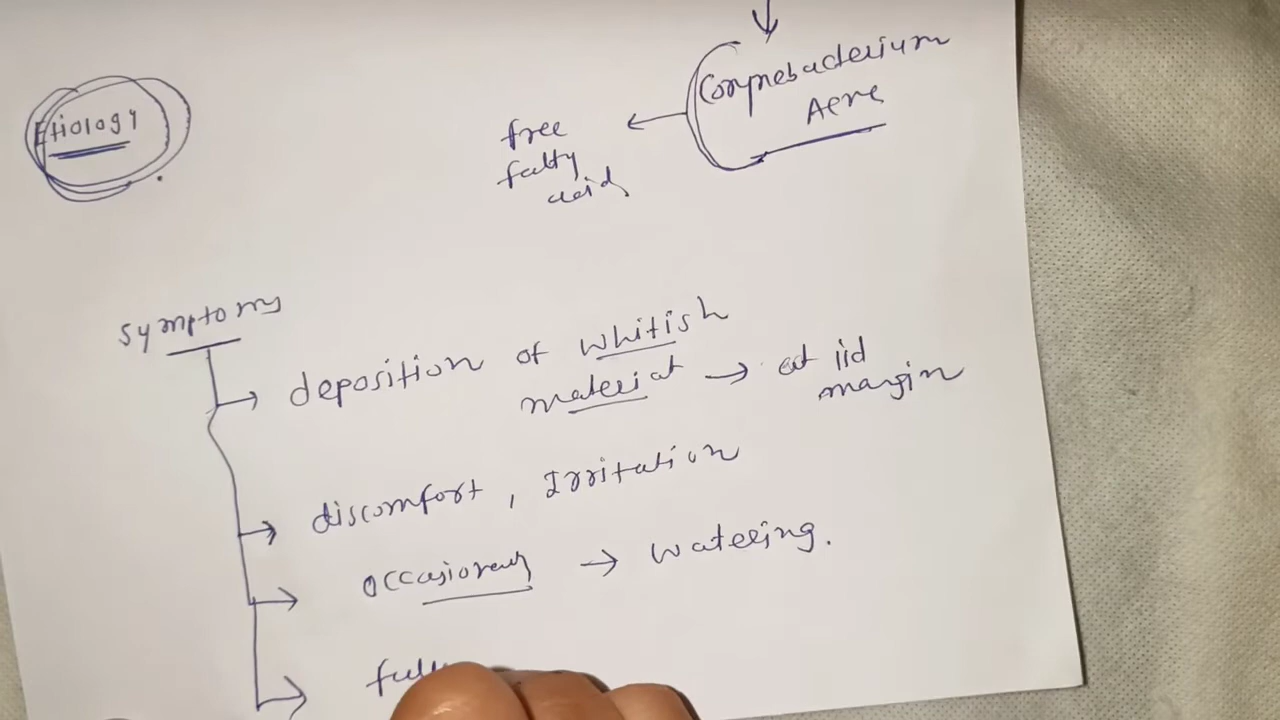 Etiology
Corynebacterium
Acne
free
fatty
acid
symptoms
deposition of whitish
material → at lid
margin
discomfort, Irritation
occasionaly → watering.